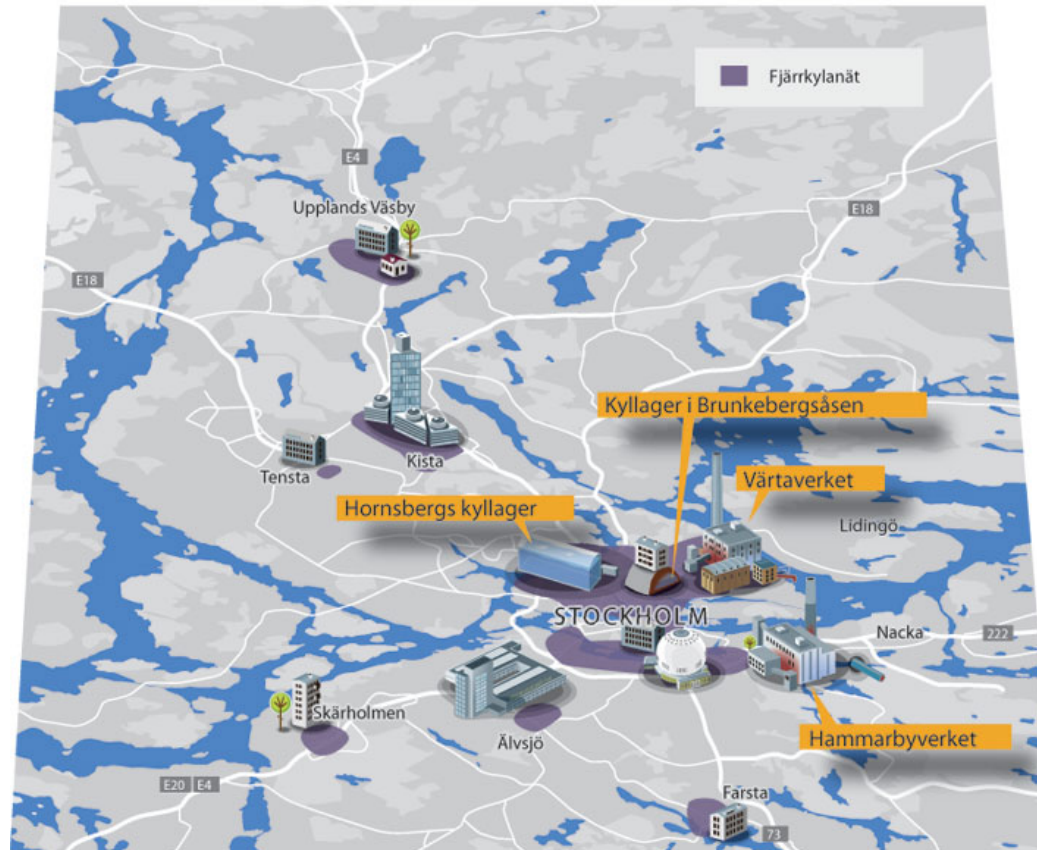 Fjärrkylanät
E4
Upplands Väsby
E18
E18
Kyllager i Brunkebergsåsen
Kista
Tensta
Värtaverket
Hornsbergs kyllager
Lidingö
STOCKHOLM
Nacka
222
Skärholmen
Älvsjö
Hammarbyverket
E20
E4
Farsta
73